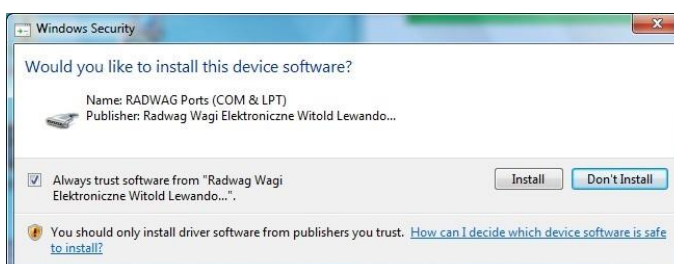 Windows Security
Would you like to install this device software?
Name: RADWAG Ports (COM & LPT)
Publisher: Radwag Wagi Elektroniczne Witold Lewando...
Always trust software from "Radwag Wagi
Elektroniczne Witold Lewando...".
Install
Don't Install
You should only install driver software from publishers you trust. How can I decide which device software is safe
to install?